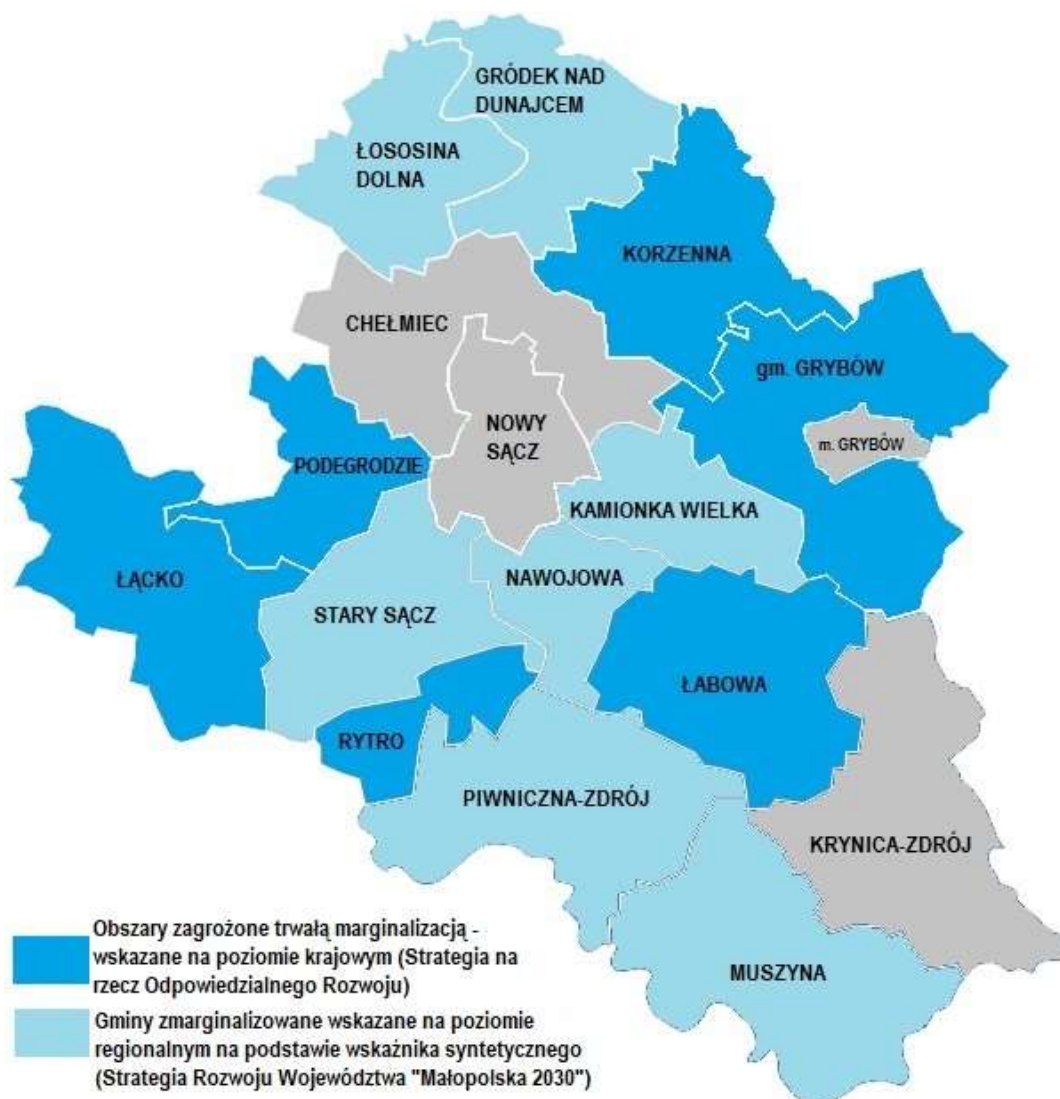 GRÓDEK NAD
DUNAJCEM
ŁOSOSINA
DOLNA
KORZENNA
CHEŁMIEC
gm. GRYBÓW
NOWY
SĄCZ
m. GRYBÓW
PODEGRODZIE
KAMIONKA WIELKA
ŁĄCKO
NAWOJOWA
STARY SĄCZ
ŁABOWA
RYTRO
PIWNICZNA-ZDRÓJ
KRYNICA-ZDRÓJ
MUSZYNA
Obszary zagrożone trwałą marginalizacją -
wskazane na poziomie krajowym (Strategia na
rzecz Odpowiedzialnego Rozwoju)
Gminy zmarginalizowane wskazane na poziomie
regionalnym na podstawie wskaźnika syntetycznego
(Strategia Rozwoju Województwa "Małopolska 2030")